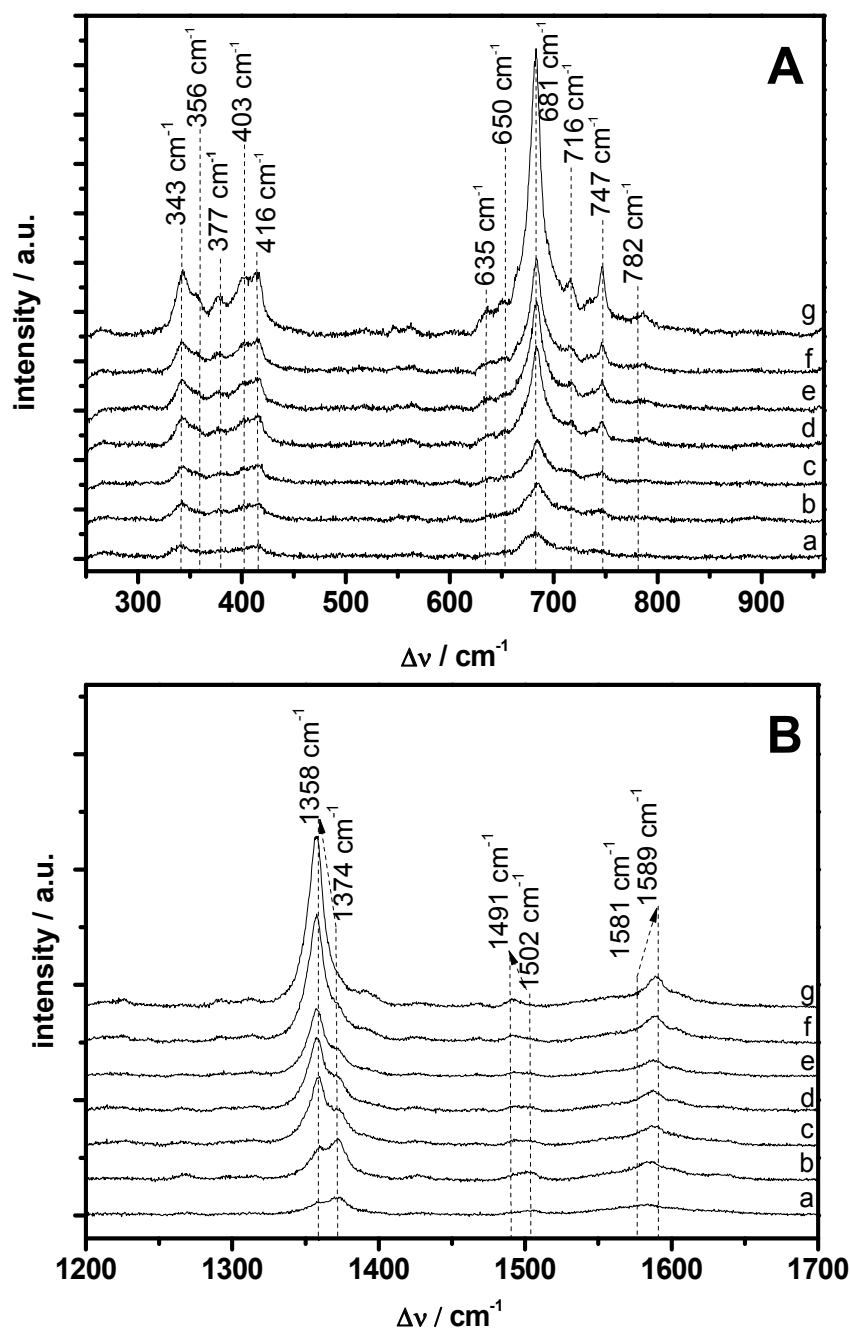 A
343 cm-1
356 cm-1
377 cm-1
403 cm-1
416 cm-1
635 cm-1
650 cm-1
681 cm-1
716 cm-1
747 cm-1
782 cm-1
intensity / a.u.
g
f
e
d
c
b
a
300 400 500 600 700 800 900
Δν / cm-1
B
1358 cm-1
1374 cm-1
1491 cm-1
1502 cm-1
1581 cm-1
1589 cm-1
intensity / a.u.
g
f
e
d
c
b
a
1200 1300 1400 1500 1600 1700
Δν / cm-1